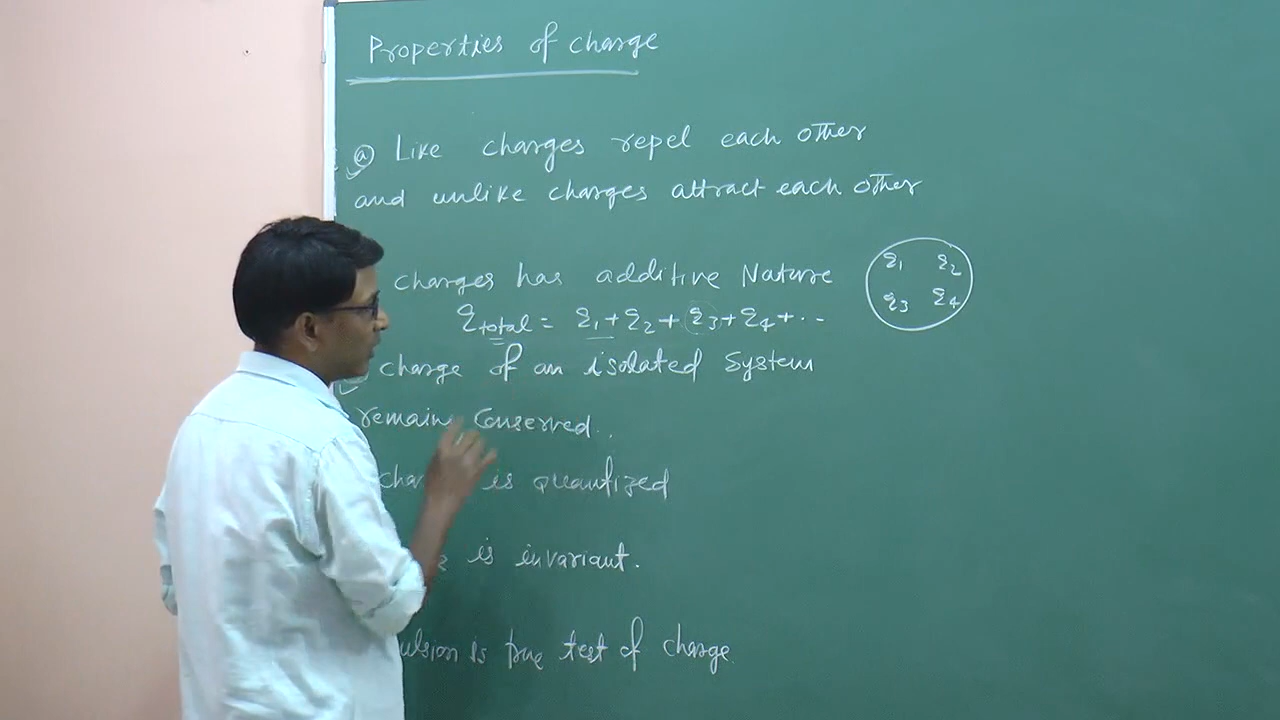 Properties of charge
(a) Like charges repel each other
and unlike charges attract each other
charges has additive Nature
q1 q2
q3 q4
qtotal = q1 + q2 + q3 + q4 + ...
charge of an isolated System
remain conserved.
is quantized
is invariant.
is true test of charge